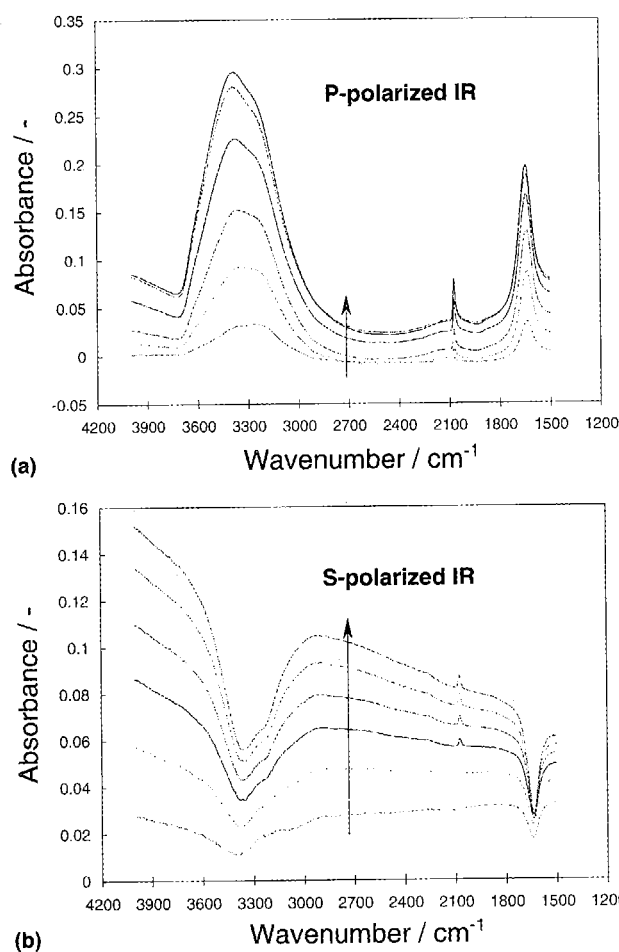 0.35
0.3
0.25
0.2
0.15
0.1
0.05
0
-0.05
Absorbance / -
P-polarized IR
4200 3900 3600 3300 3000 2700 2400 2100 1800 1500 1200
(a)
Wavenumber / cm⁻¹
0.16
0.14
0.12
0.1
0.08
0.06
0.04
0.02
0
Absorbance / -
S-polarized IR
4200 3900 3600 3300 3000 2700 2400 2100 1800 1500 1200
(b)
Wavenumber / cm⁻¹